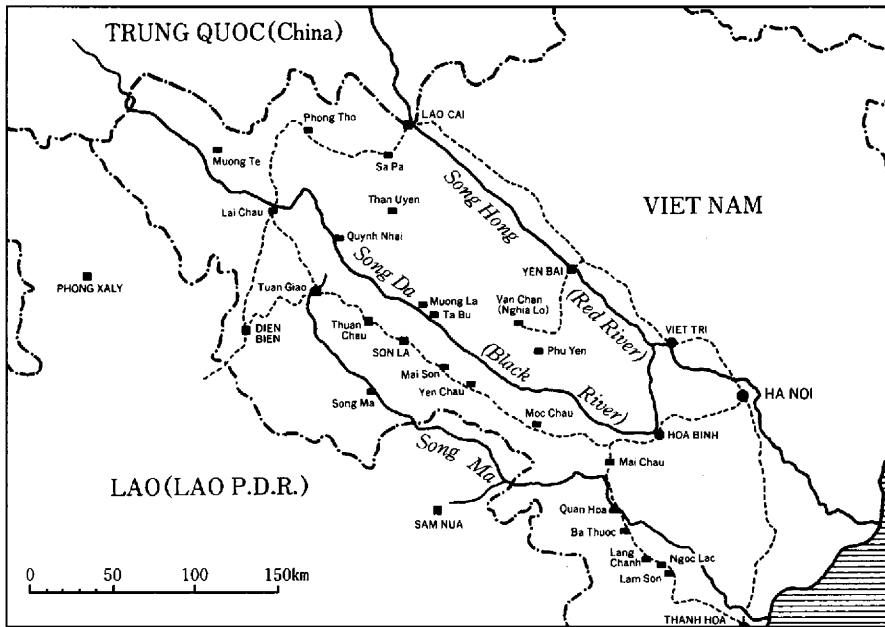 TRUNG QUOC(China)
Phong Tho
LAO CAI
Muong Te
Sa Pa
Lai Chau
Than Uyen
Song Hong
(Red River)
VIET NAM
Quynh Nhai
PHONG XALY
Tuan Giao
Song Da
(Black River)
YEN BAI
Muong La
Ta Bu
Van Chan
(Nghia Lo)
DIEN
BIEN
Thuan
Chau
SON LA
VIET TRI
Phu Yen
Mai Son
Yen Chau
Song Ma
HA NOI
Moc Chau
HOA BINH
Song Ma
Mai Chau
LAO(LAO P.D.R.)
SAM NUA
Quan Hoa
Ba Thuoc
Lang
Chanh
Ngoc Lac
Lam Son
0 50 100 150km
THANH HOA